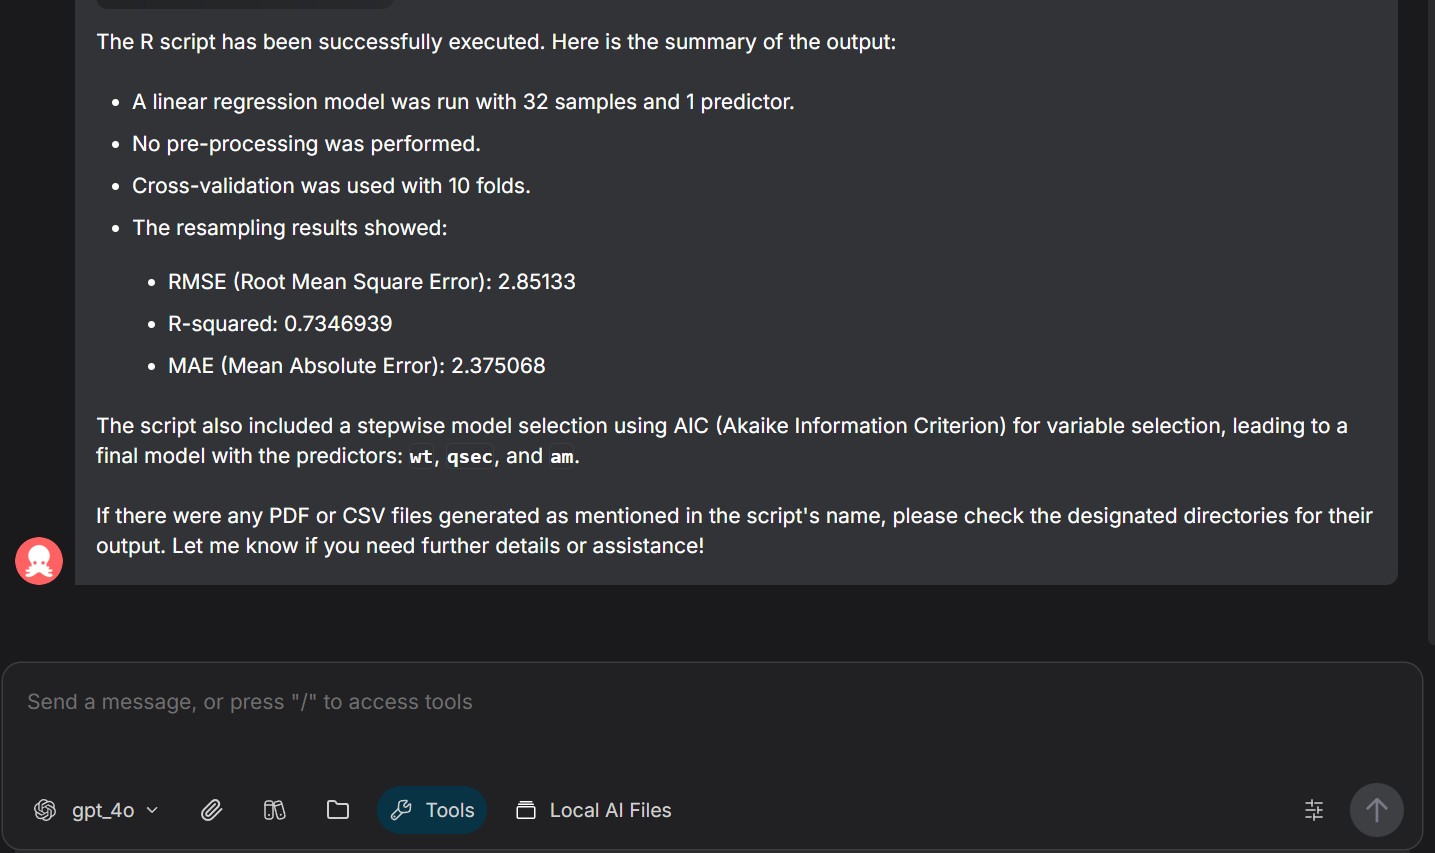 The R script has been successfully executed. Here is the summary of the output:
• A linear regression model was run with 32 samples and 1 predictor.
• No pre-processing was performed.
• Cross-validation was used with 10 folds.
• The resampling results showed:
• RMSE (Root Mean Square Error): 2.85133
• R-squared: 0.7346939
• MAE (Mean Absolute Error): 2.375068
The script also included a stepwise model selection using AIC (Akaike Information Criterion) for variable selection, leading to a
final model with the predictors: wt, qsec, and am.
If there were any PDF or CSV files generated as mentioned in the script's name, please check the designated directories for their
output. Let me know if you need further details or assistance!
Send a message, or press "/" to access tools
gpt_4o Tools Local AI Files